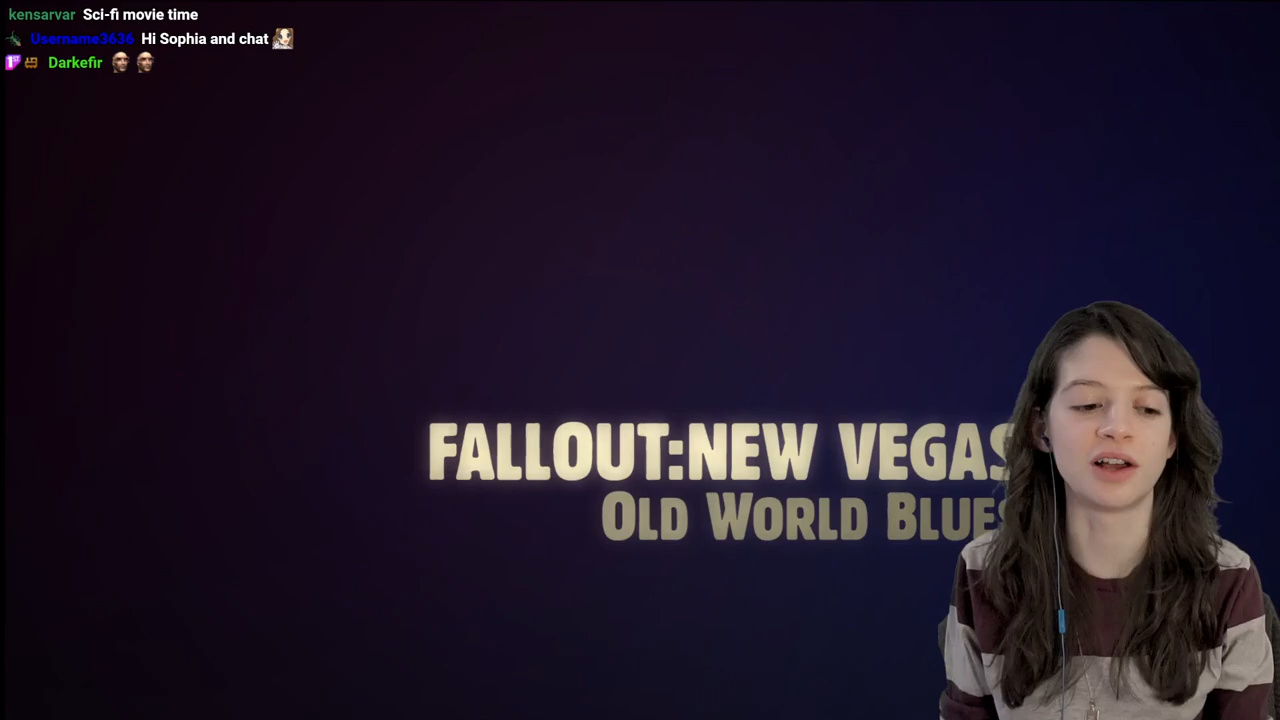 kensarvar Sci-fi movie time
Username3636 Hi Sophia and chat
Darkefir
FALLOUT:NEW VEGAS
OLD WORLD BLUES